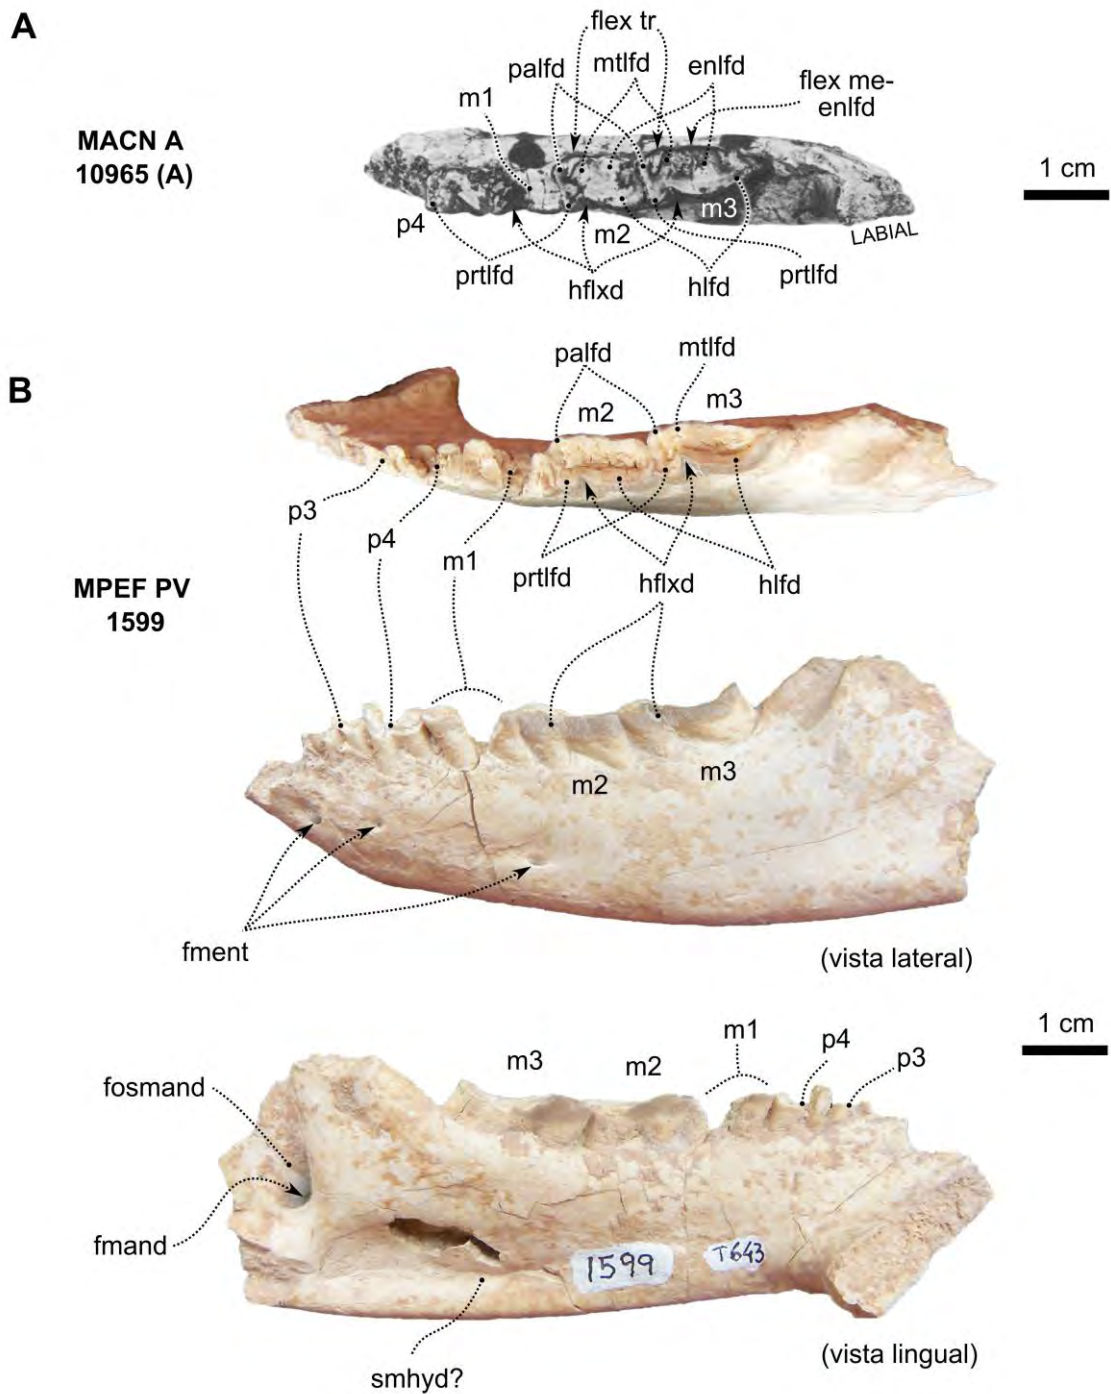 A
flex tr
palfd
mtlfd
enlfd
flex me-
enlfd
m1
MACN A
10965 (A)
1 cm
p4
m2
m3
LABIAL
prtlfd
hflxd
hlfd
prtlfd
B
palfd
mtlfd
m2
m3
p3
p4
m1
prtlfd
hflxd
hlfd
MPEF PV
1599
m2
m3
fment
(vista lateral)
1 cm
m3
m2
m1
p4
p3
fosmand
fmand
1599
T643
smhyd?
(vista lingual)